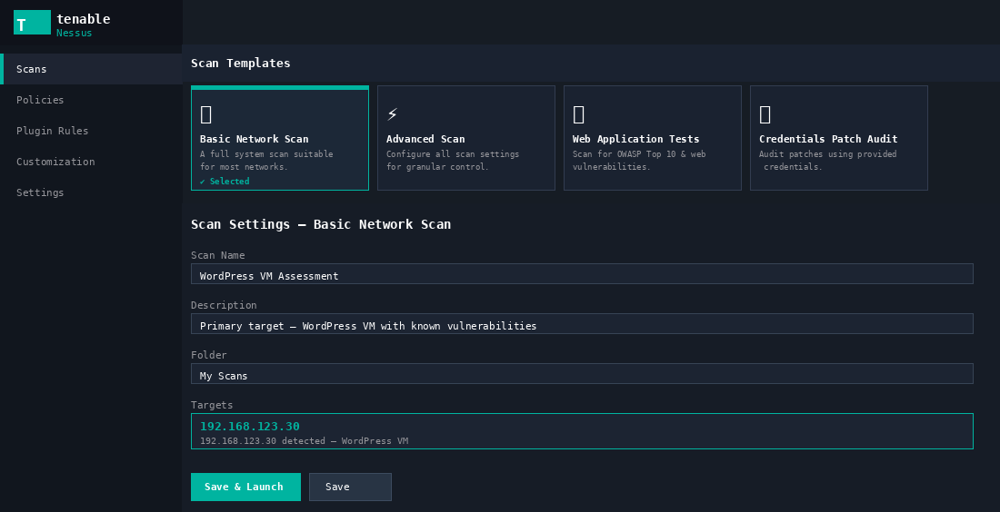 T tenable
Nessus
Scans
Policies
Plugin Rules
Customization
Settings
Scan Templates
⚡
Basic Network Scan
A full system scan suitable
for most networks.
✓ Selected
Advanced Scan
Configure all scan settings
for granular control.
Web Application Tests
Scan for OWASP Top 10 & web
vulnerabilities.
Credentials Patch Audit
Audit patches using provided
credentials.
Scan Settings — Basic Network Scan
Scan Name
WordPress VM Assessment
Description
Primary target — WordPress VM with known vulnerabilities
Folder
My Scans
Targets
192.168.123.30
192.168.123.30 detected — WordPress VM
Save & Launch
Save